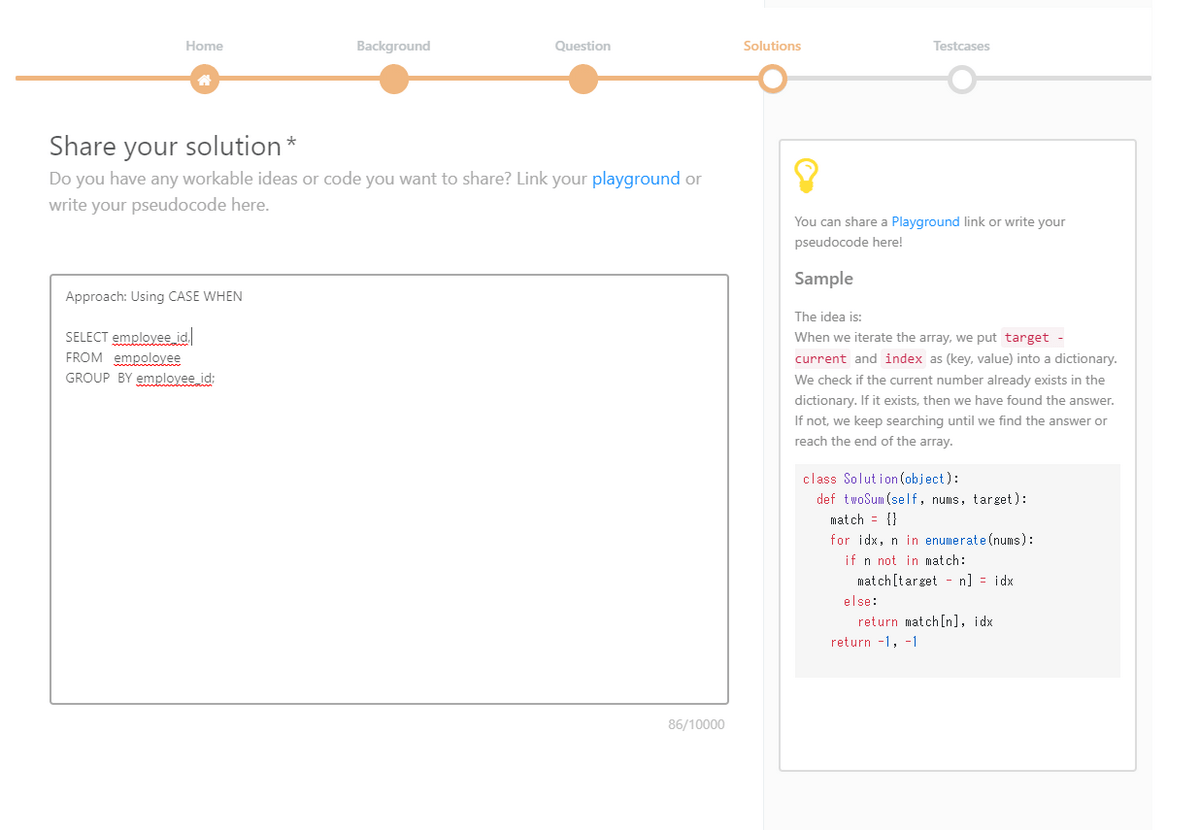 Home
Background
Question
Solutions
Testcases
Share your solution *
Do you have any workable ideas or code you want to share? Link your playground or
write your pseudocode here.
Approach: Using CASE WHEN
SELECT employee_id,
FROM empoloyee
GROUP BY employee_id;
86/10000
You can share a Playground link or write your
pseudocode here!
Sample
The idea is:
When we iterate the array, we put target -
current and index as (key, value) into a dictionary.
We check if the current number already exists in the
dictionary. If it exists, then we have found the answer.
If not, we keep searching until we find the answer or
reach the end of the array.
class Solution(object):
def twoSum(self, nums, target):
match = {}
for idx, n in enumerate(nums):
if n not in match:
match[target - n] = idx
else:
return match[n], idx
return -1, -1